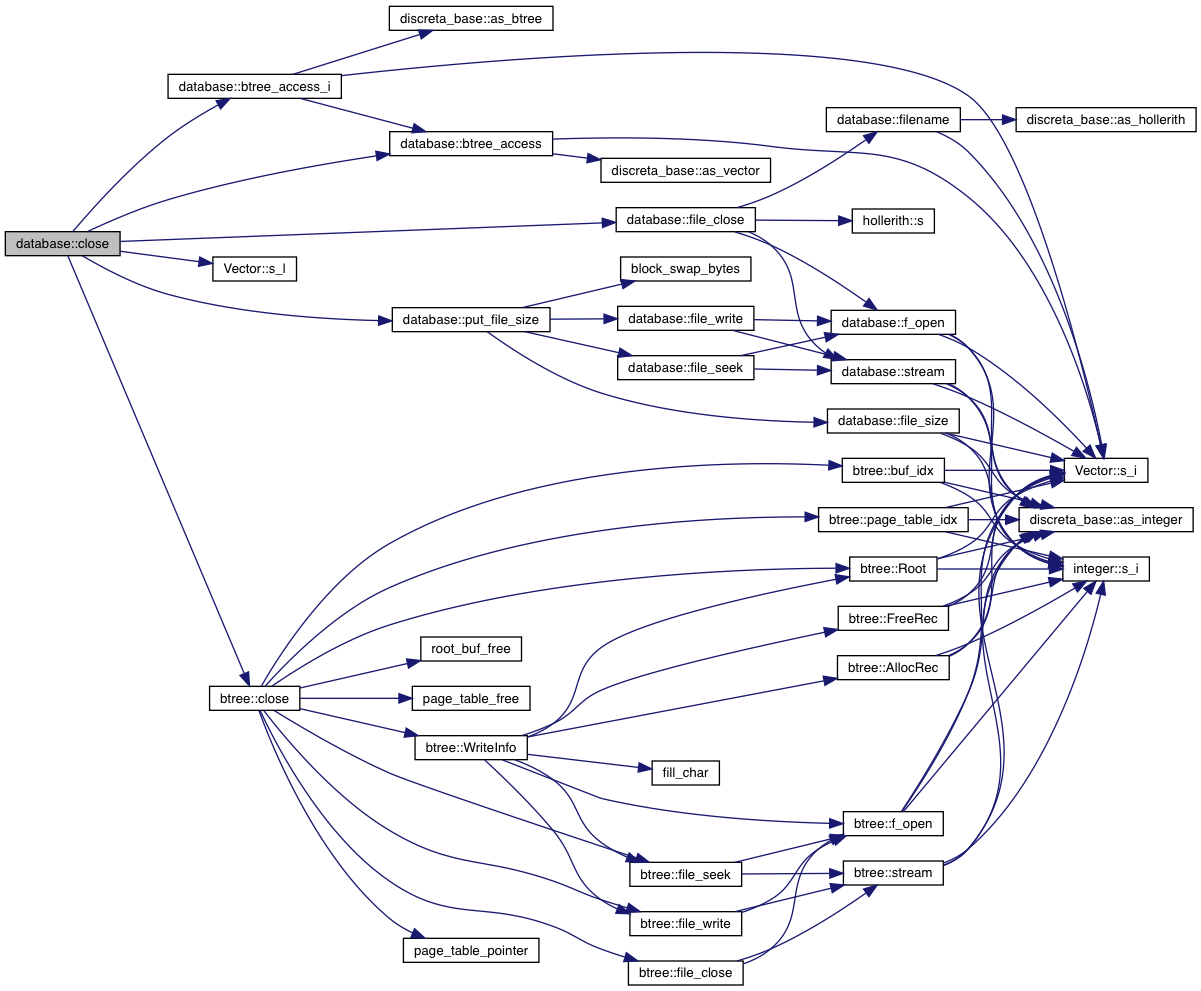 discreta_base::as_btree
database::btree_access_i
database::filename
discreta_base::as_hollerith
database::btree_access
discreta_base::as_vector
database::file_close
hollerith::s
database::close
Vector::s_l
block_swap_bytes
database::put_file_size
database::file_write
database::f_open
database::file_seek
database::stream
database::file_size
btree::buf_idx
Vector::s_i
btree::page_table_idx
discreta_base::as_integer
btree::Root
integer::s_i
btree::FreeRec
root_buf_free
btree::AllocRec
btree::close
page_table_free
btree::WriteInfo
fill_char
btree::f_open
btree::file_seek
btree::stream
btree::file_write
page_table_pointer
btree::file_close